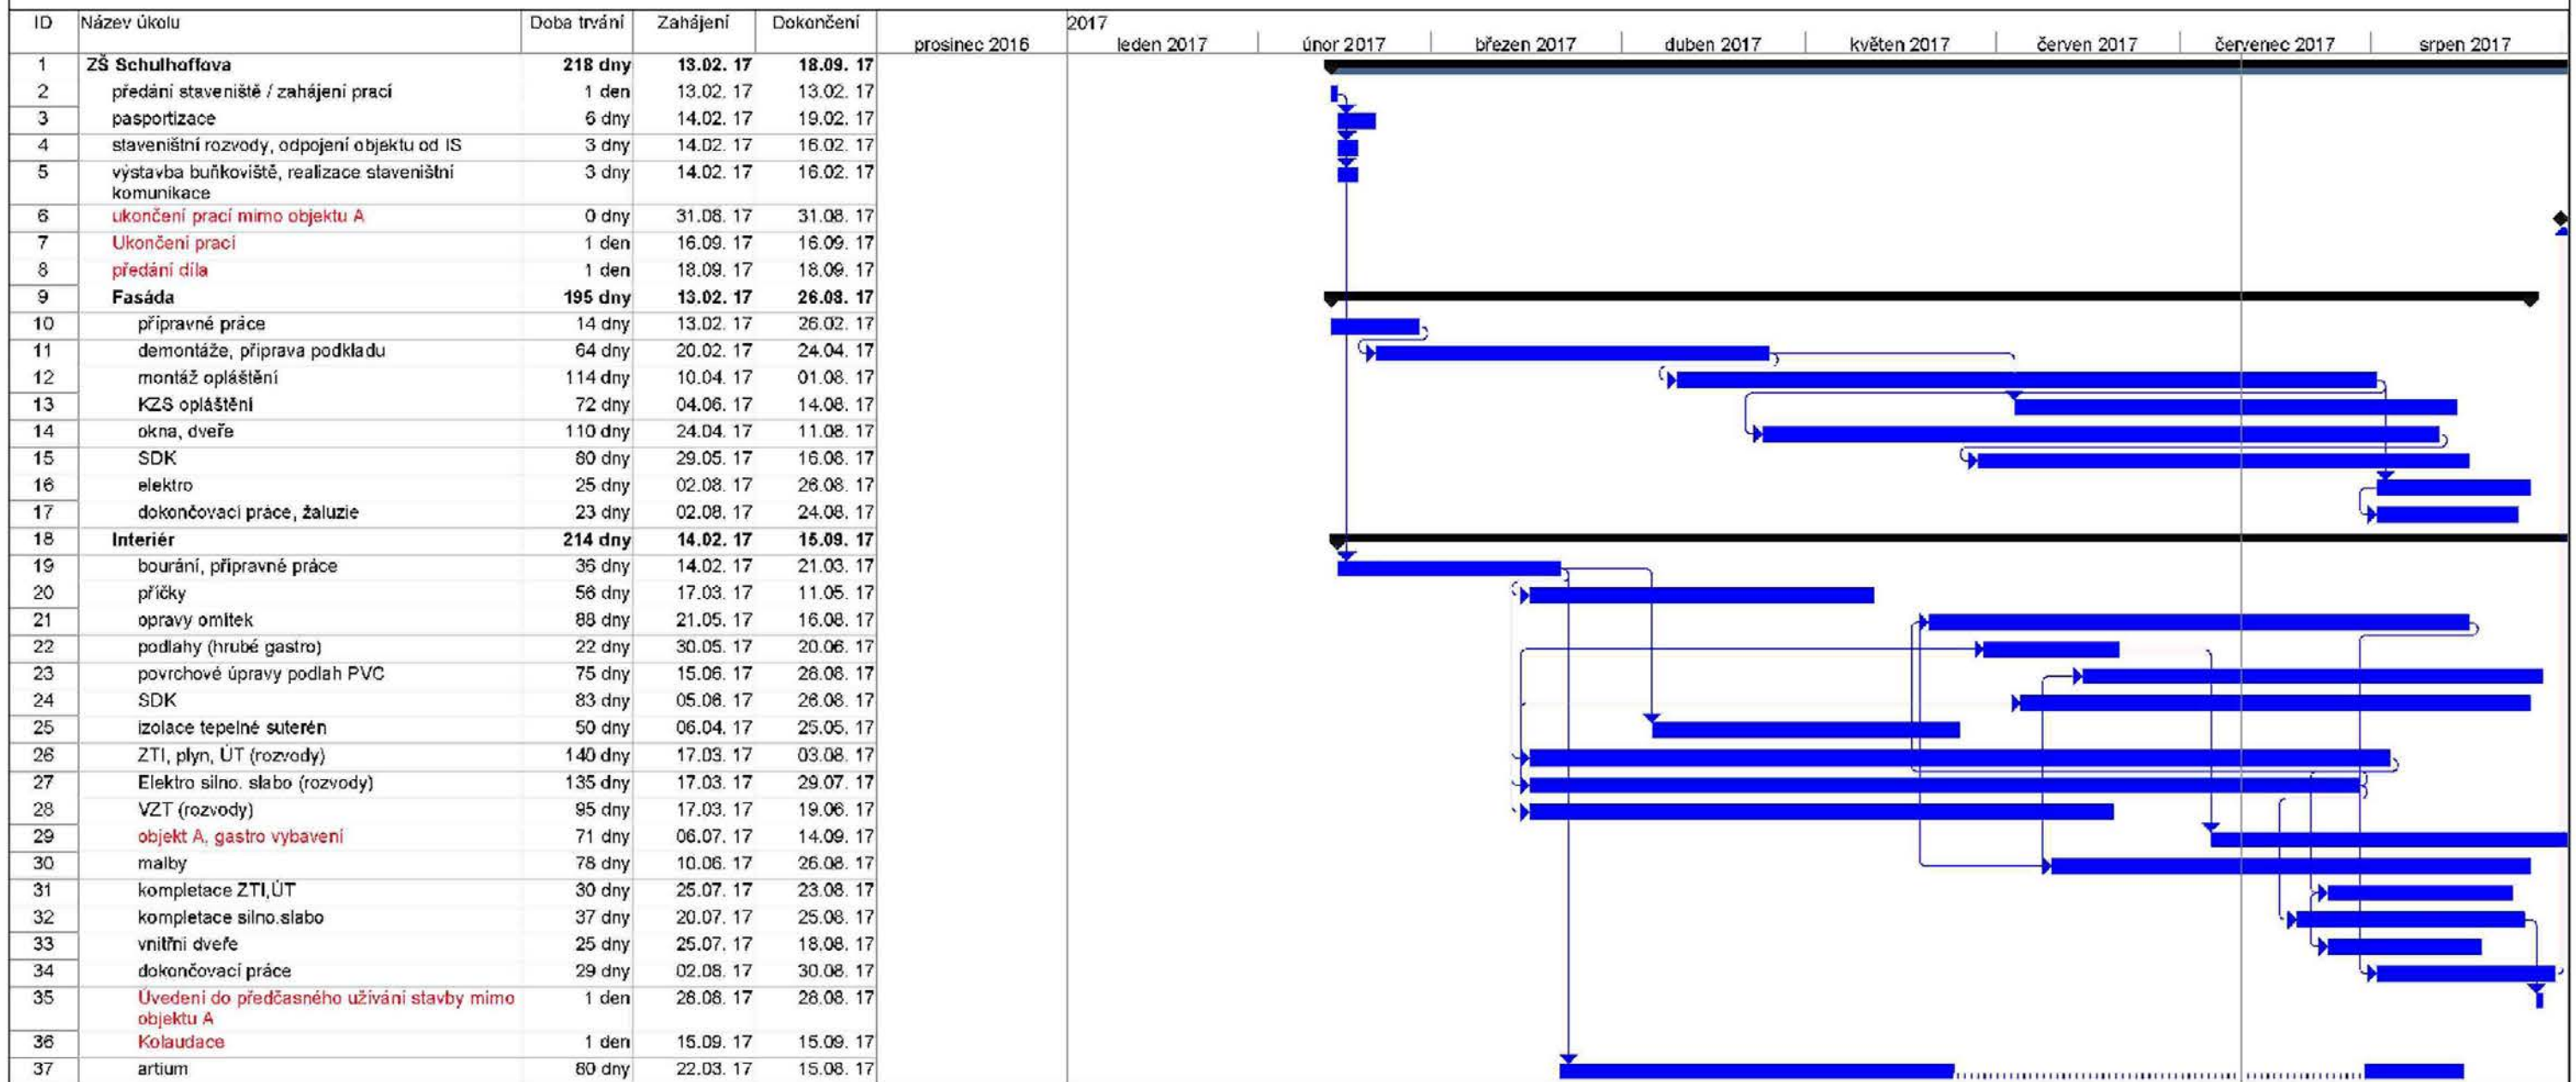 ID Název úkolu Doba trvání Zahájení Dokončení 2017
prosinec 2016 leden 2017 únor 2017 březen 2017 duben 2017 květen 2017 červen 2017 červenec 2017 srpen 2017
1 ZŠ Schulhoffova 218 dny 13.02. 17 18.09. 17
2 předání staveniště / zahájení prací 1 den 13.02. 17 13.02. 17
3 pasportizace 6 dny 14.02. 17 19.02. 17
4 staveništní rozvody, odpojení objektu od IS 3 dny 14.02. 17 16.02. 17
5 výstavba buňkoviště, realizace staveništní 3 dny 14.02. 17 16.02. 17
komunikace
6 ukončení prací mimo objektu A 0 dny 31.08. 17 31.08. 17
7 Ukončení prací 1 den 16.09. 17 16.09. 17
8 předání díla 1 den 18.09. 17 18.09. 17
9 Fasáda 195 dny 13.02. 17 26.08. 17
10 přípravné práce 14 dny 13.02. 17 26.02. 17
11 demontáže, příprava podkladu 64 dny 20.02. 17 24.04. 17
12 montáž opláštění 114 dny 10.04. 17 01.08. 17
13 KZS opláštění 72 dny 04.06. 17 14.08. 17
14 okna, dveře 110 dny 24.04. 17 11.08. 17
15 SDK 80 dny 29.05. 17 16.08. 17
16 elektro 25 dny 02.08. 17 26.08. 17
17 dokončovací práce, žaluzie 23 dny 02.08. 17 24.08. 17
18 Interiér 214 dny 14.02. 17 15.09. 17
19 bourání, přípravné práce 36 dny 14.02. 17 21.03. 17
20 příčky 56 dny 17.03. 17 11.05. 17
21 opravy omítek 88 dny 21.05. 17 16.08. 17
22 podlahy (hrubé gastro) 22 dny 30.05. 17 20.06. 17
23 povrchové úpravy podlah PVC 75 dny 15.06. 17 28.08. 17
24 SDK 83 dny 05.06. 17 26.08. 17
25 izolace tepelné suterén 50 dny 06.04. 17 25.05. 17
26 ZTI, plyn, ÚT (rozvody) 140 dny 17.03. 17 03.08. 17
27 Elektro silno. slabo (rozvody) 135 dny 17.03. 17 29.07. 17
28 VZT (rozvody) 95 dny 17.03. 17 19.06. 17
29 objekt A, gastro vybavení 71 dny 06.07. 17 14.09. 17
30 malby 78 dny 10.06. 17 26.08. 17
31 kompletace ZTI,ÚT 30 dny 25.07. 17 23.08. 17
32 kompletace silno.slabo 37 dny 20.07. 17 25.08. 17
33 vnitřní dveře 25 dny 25.07. 17 18.08. 17
34 dokončovací práce 29 dny 02.08. 17 30.08. 17
35 Úvedení do předčasného užívání stavby mimo 1 den 28.08. 17 28.08. 17
objektu A
36 Kolaudace 1 den 15.09. 17 15.09. 17
37 artium 80 dny 22.03. 17 15.08. 17